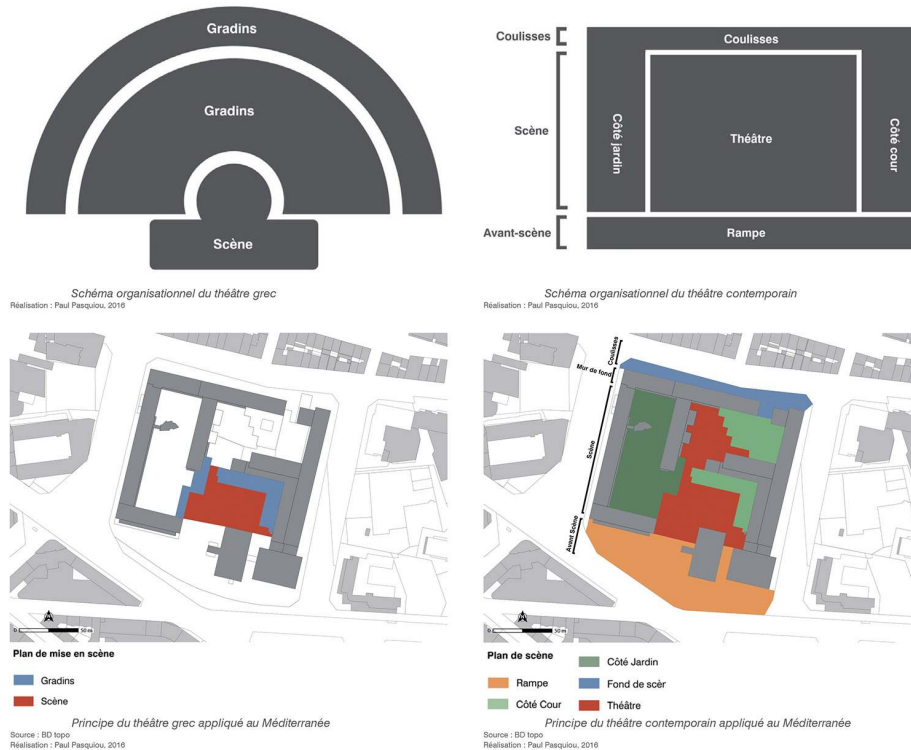 Gradins
Gradins
Scène
Schéma organisationnel du théâtre grec
Réalisation : Paul Pasquiou, 2016
Coulisses
Coulisses
Scène
Côté jardin
Théâtre
Côté cour
Avant-scène
Rampe
Schéma organisationnel du théâtre contemporain
Réalisation : Paul Pasquiou, 2016
N
0 50 m
Plan de mise en scène
Gradins
Scène
Principe du théâtre grec appliqué au Méditerranée
Source : BD topo
Réalisation : Paul Pasquiou, 2016
Coulisses
Mur de fond
Scène
Avant Scène
N
0 50 m
Plan de scène
Rampe
Côté Cour
Côté Jardin
Fond de scèr
Théâtre
Principe du théâtre contemporain appliqué au Méditerranée
Source : BD topo
Réalisation : Paul Pasquiou, 2016